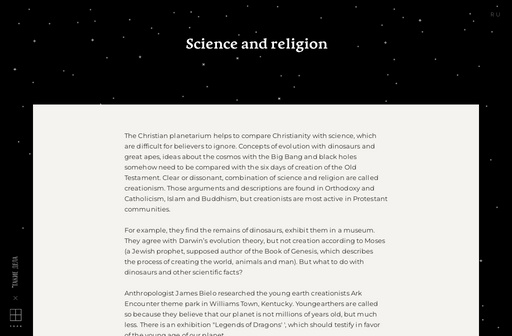 RU
Science and religion
The Christian planetarium helps to compare Christianity with science, which
are difficult for believers to ignore. Concepts of evolution with dinosaurs and
great apes, ideas about the cosmos with the Big Bang and black holes
somehow need to be compared with the six days of creation of the Old
Testament. Clear or dissonant, combination of science and religion are called
creationism. Those arguments and descriptions are found in Orthodoxy and
Catholicism, Islam and Buddhism, but creationists are most active in Protestant
communities.
For example, they find the remains of dinosaurs, exhibit them in a museum.
They agree with Darwin's evolution theory, but not creation according to Moses
(a Jewish prophet, supposed author of the Book of Genesis, which describes
the process of creating the world, animals and man). But what to do with
dinosaurs and other scientific facts?
Anthropologist James Bielo researched the young earth creationists Ark
Encounter theme park in Williams Town, Kentucky. Youngearthers are called
so because they believe that our planet is not millions of years old, but much
less. There is an exhibition "Legends of Dragons' ', which should testify in favor
of the young age of our planet.